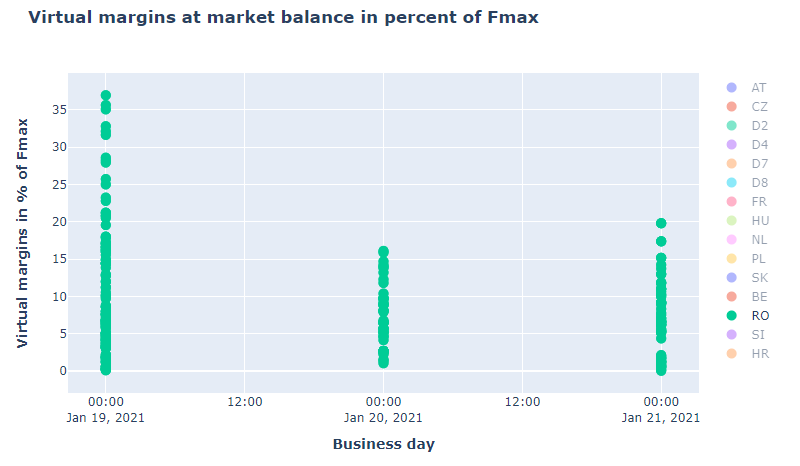 Virtual margins at market balance in percent of Fmax
Virtual margins in % of Fmax
35
30
25
20
15
10
5
0
00:00
Jan 19, 2021
12:00
00:00
Jan 20, 2021
12:00
00:00
Jan 21, 2021
Business day
AT
CZ
D2
D4
D7
D8
FR
HU
NL
PL
SK
BE
RO
SI
HR